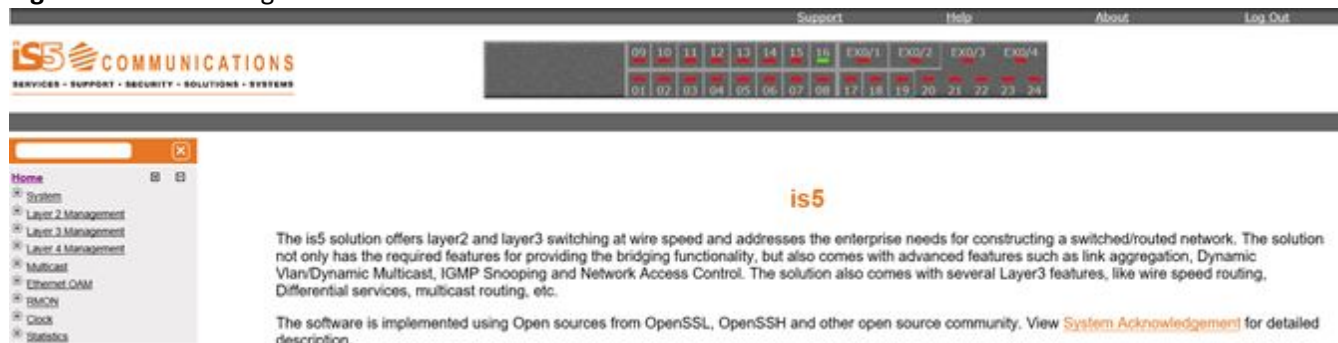 Support Help About Log Out
iS5 COMMUNICATIONS
SERVICES • SUPPORT • SECURITY • SOLUTIONS • SYSTEMS
09 10 11 12 13 14 15 16 EX0/1 EX0/2 EX0/3 EX0/4
01 02 03 04 05 06 07 08 17 18 19 20 21 22 23 24
Home
System
Layer 2 Management
Layer 3 Management
Layer 4 Management
Multicast
Ethernet OAM
RMON
Clock
Statistics
is5
The is5 solution offers layer2 and layer3 switching at wire speed and addresses the enterprise needs for constructing a switched/routed network. The solution
not only has the required features for providing the bridging functionality, but also comes with advanced features such as link aggregation, Dynamic
Vlan/Dynamic Multicast, IGMP Snooping and Network Access Control. The solution also comes with several Layer3 features, like wire speed routing,
Differential services, multicast routing, etc.
The software is implemented using Open sources from OpenSSL, OpenSSH and other open source community. View System Acknowledgement for detailed
description